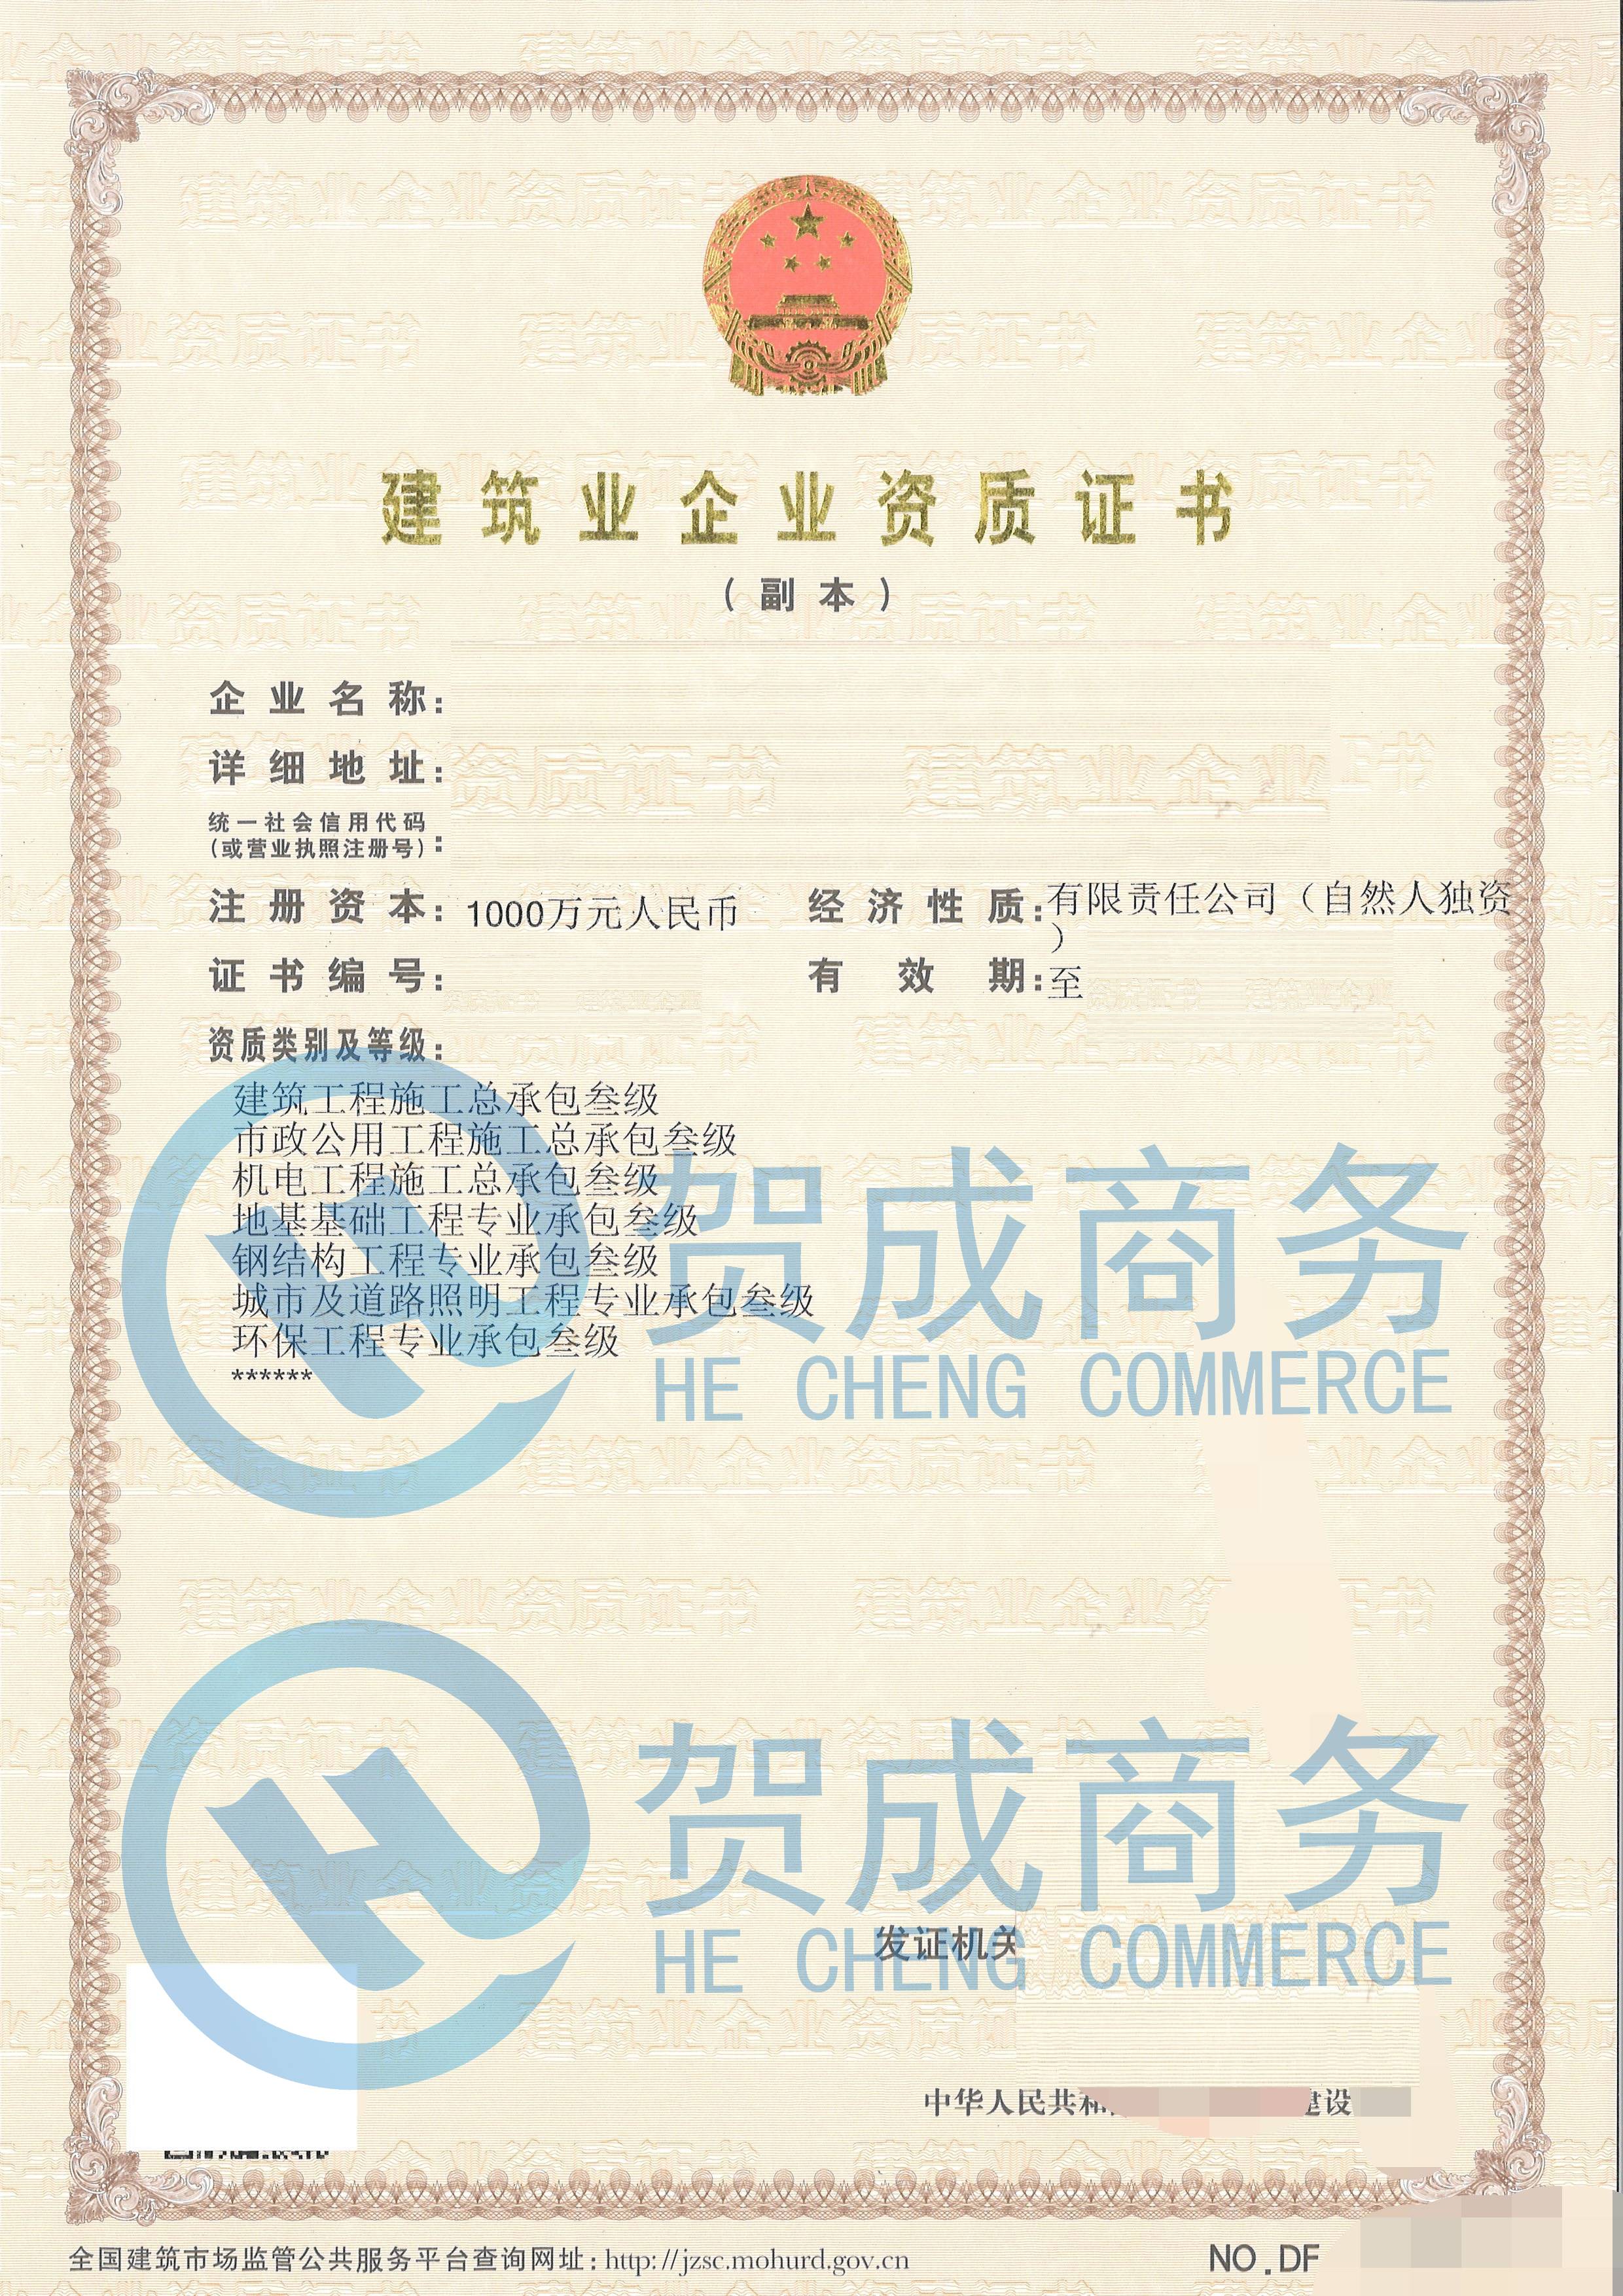 建筑业企业资质证书
（副本）
企业名称：
详细地址：
统一社会信用代码
（或营业执照注册号）：
注册资本：1000万元人民币 经济性质：有限责任公司（自然人独资
）
证书编号： 有效期：至
资质类别及等级：
建筑工程施工总承包叁级
市政公用工程施工总承包叁级
机电工程施工总承包叁级
地基基础工程专业承包叁级
钢结构工程专业承包叁级
城市及道路照明工程专业承包叁级
环保工程专业承包叁级
******
贺成商务
HE CHENG COMMERCE
贺成商务
HE CHENG COMMERCE
发证机关
中华人民共和 建设
全国建筑市场监管公共服务平台查询网址：http://jzsc.mohurd.gov.cn
NO.DF